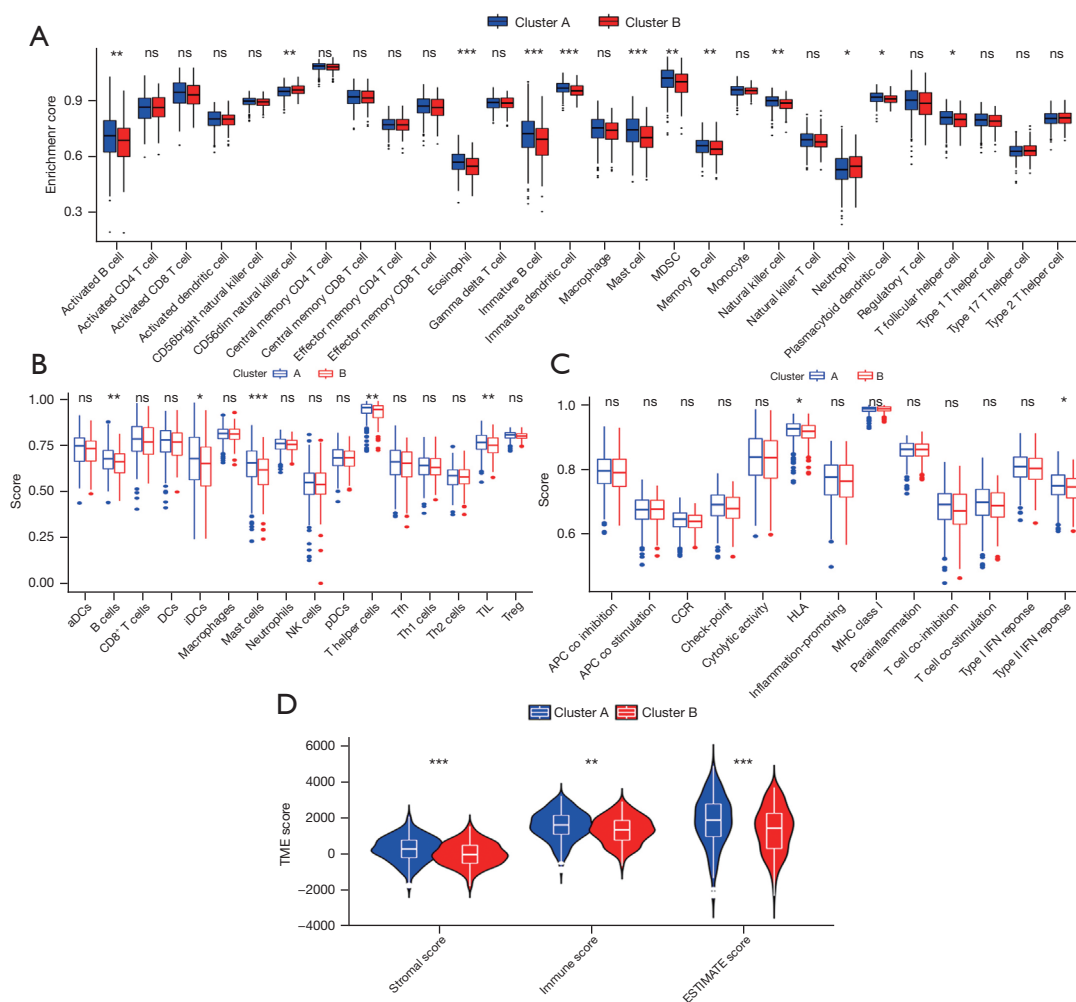 Cluster A Cluster B
A
** ns ns ns ns ** ns ns ns ns *** ns *** *** ns *** ** ** ns ** ns * * ns * ns ns ns
Enrichmenr core
0.9
0.6
0.3
Activated B cell
Activated CD4 T cell
Activated CD8 T cell
Activated dendritic cell
CD56bright natural killer cell
CD56dim natural killer cell
Central memory CD4 T cell
Central memory CD8 T cell
Effector memory CD4 T cell
Effector memory CD8 T cell
Eosinophil
Gamma delta T cell
Immature B cell
Immature dendritic cell
Macrophage
Mast cell
MDSC
Memory B cell
Monocyte
Natural killer cell
Natural killer T cell
Neutrophil
Plasmacytoid dendritic cell
Regulatory T cell
T follicular helper cell
Type 1 T helper cell
Type 17 T helper cell
Type 2 T helper cell
B
Cluster A B
ns ** ns ns * ns *** ns ns ns ** ns ns ns ** ns
Score
1.00
0.75
0.50
0.25
0.00
aDCs
B cells
CD8⁺ T cells
DCs
iDCs
Macrophages
Mast cells
Neutrophils
NK cells
pDCs
T helper cells
Tfh
Th1 cells
Th2 cells
TIL
Treg
C
Cluster A B
ns ns ns ns ns * ns ns ns ns ns ns *
Score
1.0
0.8
0.6
APC co inhibition
APC co stimulation
CCR
Check-point
Cytolytic activity
HLA
Inflammation-promoting
MHC class I
Parainflammation
T cell co-inhibition
T cell co-stimulation
Type I IFN reponse
Type II IFN reponse
D
Cluster A Cluster B
*** ** ***
TME score
6000
4000
2000
0
−2000
−4000
Stromal score
Immune score
ESTIMATE score